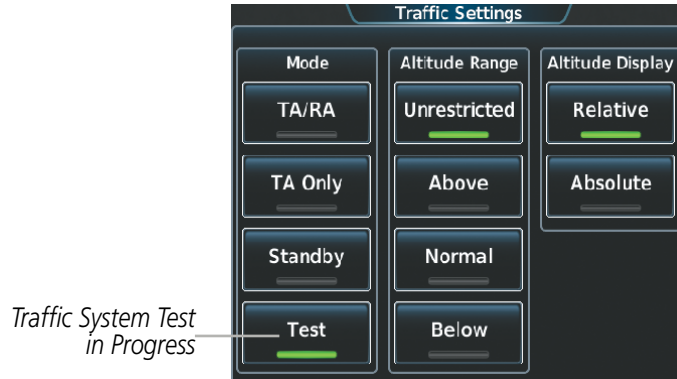 Traffic Settings
Mode
Altitude Range
Altitude Display
TA/RA
Unrestricted
Relative
TA Only
Above
Absolute
Standby
Normal
Traffic System Test
in Progress
Test
Below